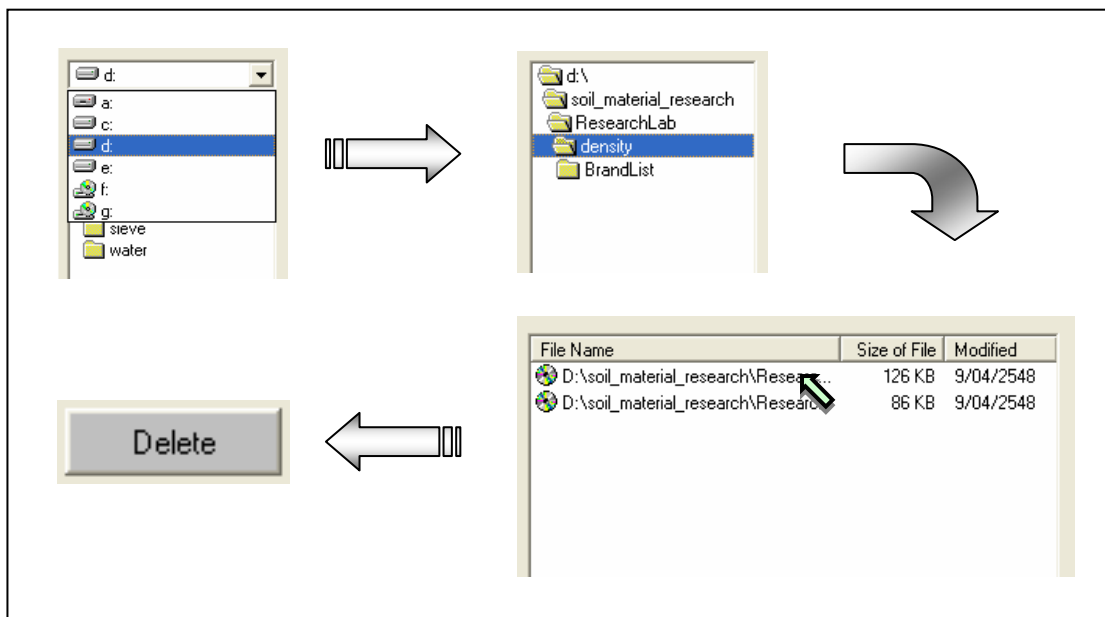 d:
a:
c:
d:
e:
f:
g:
sieve
water
d:\
soil_material_research
ResearchLab
density
BrandList
File Name Size of File Modified
D:\soil_material_research\Researc... 126 KB 9/04/2548
D:\soil_material_research\Researc 86 KB 9/04/2548
Delete